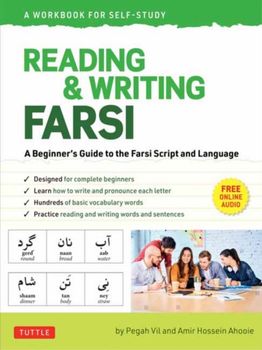 A WORKBOOK FOR SELF-STUDY
READING
& WRITING
FARSI
A Beginner's Guide to the Farsi Script and Language
✓ Designed for complete beginners
✓ Learn how to write and pronounce each letter
✓ Hundreds of basic vocabulary words
✓ Practice reading and writing words and sentences
FREE
ONLINE
AUDIO
گرد نان آب
gerd naan aab
round bread water
شام تن نی
shaam tan ney
dinner body straw
by Pegah Vil and Amir Hossein Ahooie
TUTTLE